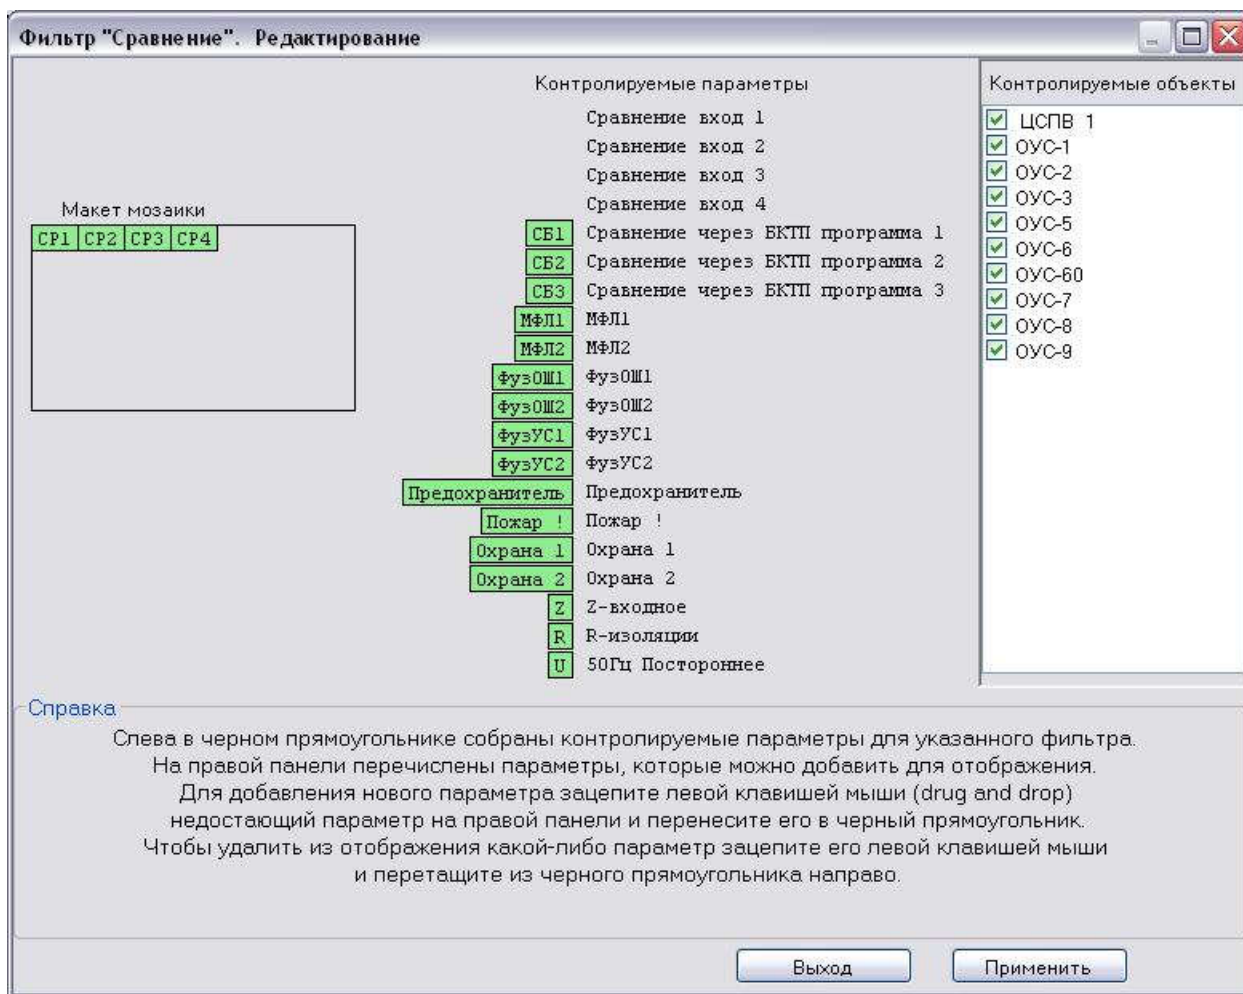 Фильтр "Сравнение". Редактирование
Контролируемые параметры
Контролируемые объекты
Сравнение вход 1
Сравнение вход 2
Сравнение вход 3
Сравнение вход 4
Макет мозаики
СР1 СР2 СР3 СР4
СБ1 Сравнение через БКТП программа 1
СБ2 Сравнение через БКТП программа 2
СБ3 Сравнение через БКТП программа 3
МФЛ1 МФЛ1
МФЛ2 МФЛ2
ФузОШ1 ФузОШ1
ФузОШ2 ФузОШ2
ФузУС1 ФузУС1
ФузУС2 ФузУС2
Предохранитель Предохранитель
Пожар ! Пожар !
Охрана 1 Охрана 1
Охрана 2 Охрана 2
Z Z-входное
R R-изоляции
U 50Гц Постороннее
ЦСПВ 1
ОУС-1
ОУС-2
ОУС-3
ОУС-5
ОУС-6
ОУС-60
ОУС-7
ОУС-8
ОУС-9
Справка
Слева в черном прямоугольнике собраны контролируемые параметры для указанного фильтра.
На правой панели перечислены параметры, которые можно добавить для отображения.
Для добавления нового параметра зацепите левой клавишей мыши (drug and drop)
недостающий параметр на правой панели и перенесите его в черный прямоугольник.
Чтобы удалить из отображения какой-либо параметр зацепите его левой клавишей мыши
и перетащите из черного прямоугольника направо.
Выход
Применить